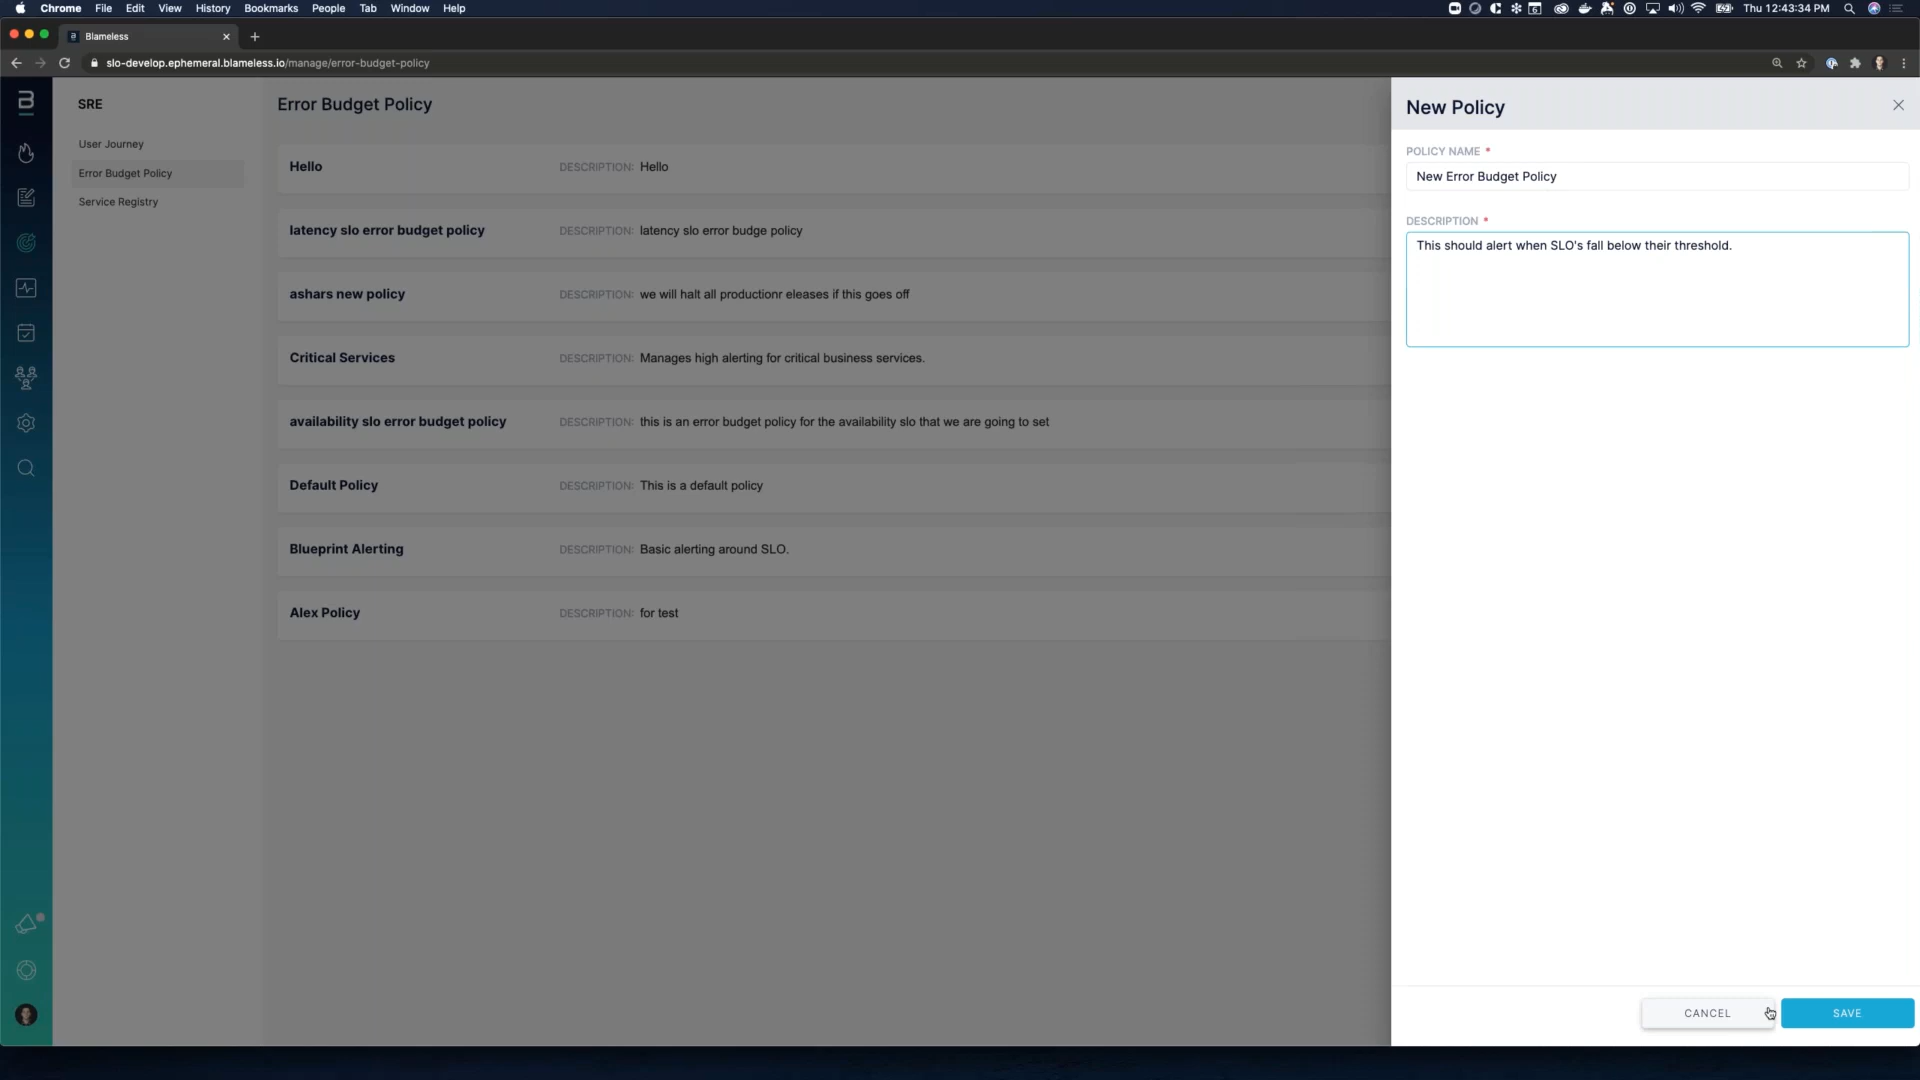 Chrome File Edit View History Bookmarks People Tab Window Help Thu 12:43:34 PM
Blameless
slo-develop.ephemeral.blameless.io/manage/error-budget-policy
SRE
User Journey
Error Budget Policy
Service Registry
Error Budget Policy
Hello DESCRIPTION: Hello
latency slo error budget policy DESCRIPTION: latency slo error budge policy
ashars new policy DESCRIPTION: we will halt all productionr eleases if this goes off
Critical Services DESCRIPTION: Manages high alerting for critical business services.
availability slo error budget policy DESCRIPTION: this is an error budget policy for the availability slo that we are going to set
Default Policy DESCRIPTION: This is a default policy
Blueprint Alerting DESCRIPTION: Basic alerting around SLO.
Alex Policy DESCRIPTION: for test
New Policy
POLICY NAME *
New Error Budget Policy
DESCRIPTION *
This should alert when SLO's fall below their threshold.
CANCEL SAVE